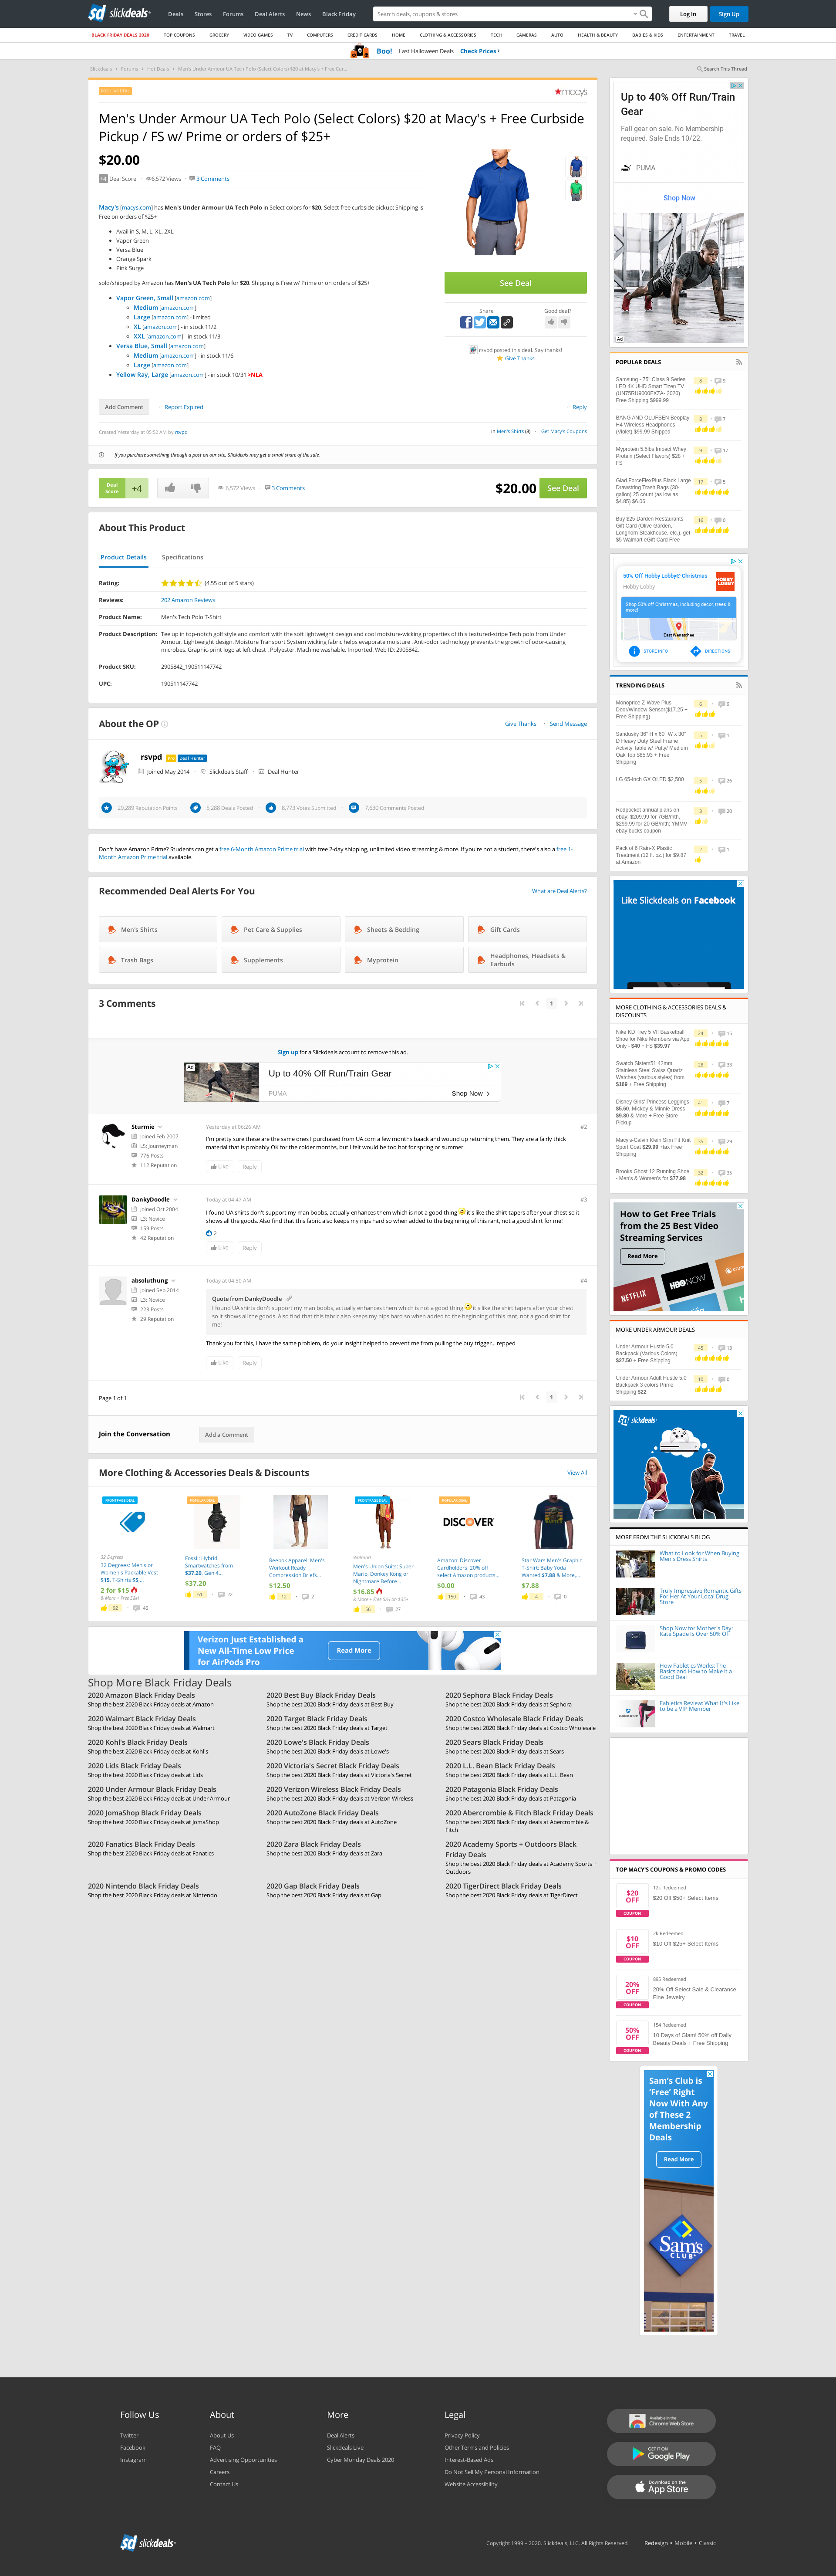 slickdeals
Deals
Stores
Forums
Deal Alerts
News
Black Friday
Search deals, coupons & stores
Log In
Sign Up
BLACK FRIDAY DEALS 2020
TOP COUPONS
GROCERY
VIDEO GAMES
TV
COMPUTERS
CREDIT CARDS
HOME
CLOTHING & ACCESSORIES
TECH
CAMERAS
AUTO
HEALTH & BEAUTY
BABIES & KIDS
ENTERTAINMENT
TRAVEL
Boo! Last Halloween Deals Check Prices
Slickdeals > Forums > Hot Deals > Men's Under Armour UA Tech Polo (Select Colors) $20 at Macy's + Free Cur...
Search This Thread
POPULAR DEAL
macy's
Men's Under Armour UA Tech Polo (Select Colors) $20 at Macy's + Free Curbside Pickup / FS w/ Prime or orders of $25+
$20.00
+4 Deal Score
6,572 Views
3 Comments
Macy's [macys.com] has Men's Under Armour UA Tech Polo in Select colors for $20. Select free curbside pickup; Shipping is
Free on orders of $25+
Avail in S, M, L, XL, 2XL
Vapor Green
Versa Blue
Orange Spark
Pink Surge
sold/shipped by Amazon has Men's UA Tech Polo for $20. Shipping is Free w/ Prime or on orders of $25+
Vapor Green, Small [amazon.com]
Medium [amazon.com]
Large [amazon.com] - limited
XL [amazon.com] - in stock 11/2
XXL [amazon.com] - in stock 11/3
Versa Blue, Small [amazon.com]
Medium [amazon.com] - in stock 11/6
Large [amazon.com]
Yellow Ray, Large [amazon.com] - in stock 10/31 >NLA
See Deal
Share
Good deal?
rsvpd posted this deal. Say thanks!
Give Thanks
Add Comment
Report Expired
Reply
Created Yesterday at 05:52 AM by rsvpd
in Men's Shirts (8)
Get Macy's Coupons
If you purchase something through a post on our site, Slickdeals may get a small share of the sale.
Deal Score +4
6,572 Views
3 Comments
$20.00
See Deal
About This Product
Product Details
Specifications
Rating: (4.55 out of 5 stars)
Reviews: 202 Amazon Reviews
Product Name: Men's Tech Polo T-Shirt
Product Description: Tee up in top-notch golf style and comfort with the soft lightweight design and cool moisture-wicking properties of this textured-stripe Tech polo from Under Armour. Lightweight design. Moisture Transport System wicking fabric helps evaporate moisture . Anti-odor technology prevents the growth of odor-causing microbes. Graphic-print logo at left chest . Polyester. Machine washable. Imported. Web ID: 2905842.
Product SKU: 2905842_190511147742
UPC: 190511147742
About the OP
Give Thanks
Send Message
rsvpd Pro Deal Hunter
Joined May 2014
Slickdeals Staff
Deal Hunter
29,289 Reputation Points
5,288 Deals Posted
8,773 Votes Submitted
7,630 Comments Posted
Don't have Amazon Prime? Students can get a free 6-Month Amazon Prime trial with free 2-day shipping, unlimited video streaming & more. If you're not a student, there's also a free 1-Month Amazon Prime trial available.
Recommended Deal Alerts For You
What are Deal Alerts?
Men's Shirts
Pet Care & Supplies
Sheets & Bedding
Gift Cards
Trash Bags
Supplements
Myprotein
Headphones, Headsets & Earbuds
3 Comments
1
Sign up for a Slickdeals account to remove this ad.
Ad
Up to 40% Off Run/Train Gear
PUMA
Shop Now
Sturmie
Joined Feb 2007
L5: Journeyman
776 Posts
112 Reputation
Yesterday at 06:26 AM
#2
I'm pretty sure these are the same ones I purchased from UA.com a few months back and wound up returning them. They are a fairly thick material that is probably OK for the colder months, but I felt would be too hot for spring or summer.
Like
Reply
DankyDoodle
Joined Oct 2004
L3: Novice
159 Posts
42 Reputation
Today at 04:47 AM
#3
I found UA shirts don't support my man boobs, actually enhances them which is not a good thing it's like the shirt tapers after your chest so it shows all the goods. Also find that this fabric also keeps my nips hard so when added to the beginning of this rant, not a good shirt for me!
2
Like
Reply
absoluthung
Joined Sep 2014
L3: Novice
223 Posts
29 Reputation
Today at 04:50 AM
#4
Quote from DankyDoodle
I found UA shirts don't support my man boobs, actually enhances them which is not a good thing it's like the shirt tapers after your chest so it shows all the goods. Also find that this fabric also keeps my nips hard so when added to the beginning of this rant, not a good shirt for me!
Thank you for this, I have the same problem, do your insight helped to prevent me from pulling the buy trigger... repped
Like
Reply
Page 1 of 1
1
Join the Conversation
Add a Comment
More Clothing & Accessories Deals & Discounts
View All
FRONTPAGE DEAL
32 Degrees
32 Degrees: Men's or Women's Packable Vest $15, T-Shirts $5,...
2 for $15
& More + Free S&H
92
46
POPULAR DEAL
Fossil: Hybrid Smartwatches from $37.20, Gen 4...
$37.20
61
22
Reebok Apparel: Men's Workout Ready Compression Briefs...
$12.50
12
2
FRONTPAGE DEAL
Walmart
Men's Union Suits: Super Mario, Donkey Kong or Nightmare Before...
$16.85
& More + Free S/H on $35+
56
27
POPULAR DEAL
DISCOVER
Amazon: Discover Cardholders: 20% off select Amazon products...
$0.00
150
43
Star Wars Men's Graphic T-Shirt: Baby Yoda Wanted $7.88 & More,...
$7.88
4
0
Verizon Just Established a New All-Time Low Price for AirPods Pro
Read More
Shop More Black Friday Deals
2020 Amazon Black Friday Deals
Shop the best 2020 Black Friday deals at Amazon
2020 Best Buy Black Friday Deals
Shop the best 2020 Black Friday deals at Best Buy
2020 Sephora Black Friday Deals
Shop the best 2020 Black Friday deals at Sephora
2020 Walmart Black Friday Deals
Shop the best 2020 Black Friday deals at Walmart
2020 Target Black Friday Deals
Shop the best 2020 Black Friday deals at Target
2020 Costco Wholesale Black Friday Deals
Shop the best 2020 Black Friday deals at Costco Wholesale
2020 Kohl's Black Friday Deals
Shop the best 2020 Black Friday deals at Kohl's
2020 Lowe's Black Friday Deals
Shop the best 2020 Black Friday deals at Lowe's
2020 Sears Black Friday Deals
Shop the best 2020 Black Friday deals at Sears
2020 Lids Black Friday Deals
Shop the best 2020 Black Friday deals at Lids
2020 Victoria's Secret Black Friday Deals
Shop the best 2020 Black Friday deals at Victoria's Secret
2020 L.L. Bean Black Friday Deals
Shop the best 2020 Black Friday deals at L.L. Bean
2020 Under Armour Black Friday Deals
Shop the best 2020 Black Friday deals at Under Armour
2020 Verizon Wireless Black Friday Deals
Shop the best 2020 Black Friday deals at Verizon Wireless
2020 Patagonia Black Friday Deals
Shop the best 2020 Black Friday deals at Patagonia
2020 JomaShop Black Friday Deals
Shop the best 2020 Black Friday deals at JomaShop
2020 AutoZone Black Friday Deals
Shop the best 2020 Black Friday deals at AutoZone
2020 Abercrombie & Fitch Black Friday Deals
Shop the best 2020 Black Friday deals at Abercrombie & Fitch
2020 Fanatics Black Friday Deals
Shop the best 2020 Black Friday deals at Fanatics
2020 Zara Black Friday Deals
Shop the best 2020 Black Friday deals at Zara
2020 Academy Sports + Outdoors Black Friday Deals
Shop the best 2020 Black Friday deals at Academy Sports + Outdoors
2020 Nintendo Black Friday Deals
Shop the best 2020 Black Friday deals at Nintendo
2020 Gap Black Friday Deals
Shop the best 2020 Black Friday deals at Gap
2020 TigerDirect Black Friday Deals
Shop the best 2020 Black Friday deals at TigerDirect
Up to 40% Off Run/Train Gear
Fall gear on sale. No Membership required. Sale Ends 10/22.
PUMA
Shop Now
Ad
POPULAR DEALS
Samsung - 75" Class 9 Series LED 4K UHD Smart Tizen TV (UN75RU9000FXZA- 2020) Free Shipping $999.99
8
9
BANG AND OLUFSEN Beoplay H4 Wireless Headphones (Violet) $99.99 Shipped
8
7
Myprotein 5.5lbs Impact Whey Protein (Select Flavors) $28 + FS
9
17
Glad ForceFlexPlus Black Large Drawstring Trash Bags (30-gallon) 25 count (as low as $4.85) $6.06
17
5
Buy $25 Darden Restaurants Gift Card (Olive Garden, Longhorn Steakhouse, etc.), get $5 Walmart eGift Card Free
16
0
50% Off Hobby Lobby® Christmas
Hobby Lobby
HOBBY LOBBY
Shop 50% off Christmas, including decor, trees & more!
East Wenatchee
STORE INFO
DIRECTIONS
TRENDING DEALS
Monoprice Z-Wave Plus Door/Window Sensor($17.25 + Free Shipping)
6
9
Sandusky 36" H x 60" W x 30" D Heavy Duty Steel Frame Activity Table w/ Putty/ Medium Oak Top $85.93 + Free Shipping
3
1
LG 65-Inch GX OLED $2,500
5
26
Redpocket annual plans on ebay: $209.99 for 7GB/mth, $299.99 for 20 GB/mth; YMMV ebay bucks coupon
3
20
Pack of 6 Rain-X Plastic Treatment (12 fl. oz.) for $9.87 at Amazon
2
1
Like Slickdeals on Facebook
MORE CLOTHING & ACCESSORIES DEALS & DISCOUNTS
Nike KD Trey 5 VII Basketball Shoe for Nike Members via App Only - $40 + FS $39.97
24
15
Swatch Sistem51 42mm Stainless Steel Swiss Quartz Watches (various styles) from $169 + Free Shipping
28
33
Disney Girls' Princess Leggings $5.60, Mickey & Minnie Dress $9.80 & More + Free Store Pickup
41
7
Macy's-Calvin Klein Slim Fit Knit Sport Coat $29.99 +tax Free Shipping
35
29
Brooks Ghost 12 Running Shoe - Men's & Women's for $77.98
32
35
How to Get Free Trials from the 25 Best Video Streaming Services
Read More
NETFLIX
HBO NOW
MORE UNDER ARMOUR DEALS
Under Armour Hustle 5.0 Backpack (Various Colors) $27.50 + Free Shipping
45
13
Under Armour Adult Hustle 5.0 Backpack 3 colors Prime Shipping $22
10
0
slickdeals
MORE FROM THE SLICKDEALS BLOG
What to Look for When Buying Men's Dress Shirts
Truly Impressive Romantic Gifts For Her At Your Local Drug Store
Shop Now for Mother's Day: Kate Spade Is Over 50% Off
How Fabletics Works: The Basics and How to Make it a Good Deal
Fabletics Review: What It's Like to be a VIP Member
TOP MACY'S COUPONS & PROMO CODES
$20 OFF
COUPON
12k Redeemed
$20 Off $50+ Select Items
$10 OFF
COUPON
2k Redeemed
$10 Off $25+ Select Items
20% OFF
COUPON
895 Redeemed
20% Off Select Sale & Clearance Fine Jewelry
50% OFF
COUPON
154 Redeemed
10 Days of Glam! 50% off Daily Beauty Deals + Free Shipping
Sam's Club is 'Free' Right Now With Any of These 2 Membership Deals
Read More
Sam's CLUB
Follow Us
Twitter
Facebook
Instagram
About
About Us
FAQ
Advertising Opportunities
Careers
Contact Us
More
Deal Alerts
Slickdeals Live
Cyber Monday Deals 2020
Legal
Privacy Policy
Other Terms and Policies
Interest-Based Ads
Do Not Sell My Personal Information
Website Accessibility
Available in the Chrome Web Store
GET IT ON Google Play
Download on the App Store
slickdeals
Copyright 1999 - 2020. Slickdeals, LLC. All Rights Reserved.
Redesign • Mobile • Classic